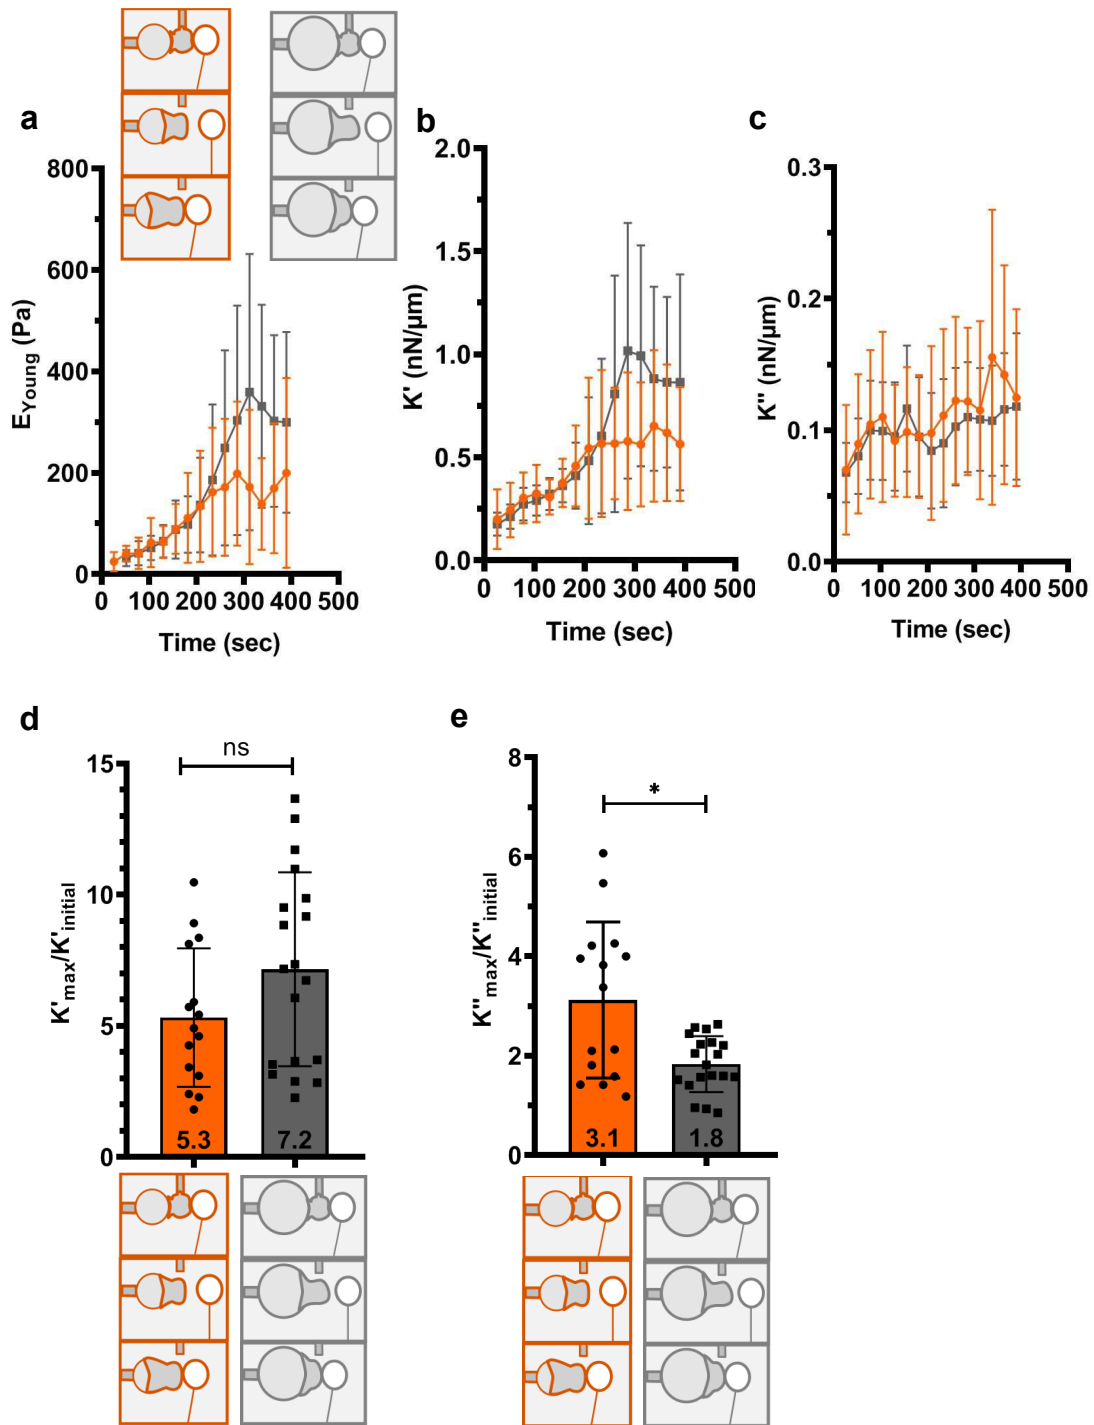 a
b
c
800
600
400
200
0
E_Young (Pa)
0 100 200 300 400 500
Time (sec)
2.0
1.5
1.0
0.5
0.0
K' (nN/µm)
0 100 200 300 400 500
Time (sec)
0.3
0.2
0.1
0.0
K" (nN/µm)
0 100 200 300 400 500
Time (sec)
d
15
10
5
0
K'max/K'initial
ns
5.3 7.2
e
8
6
4
2
0
K"max/K"initial
*
3.1 1.8